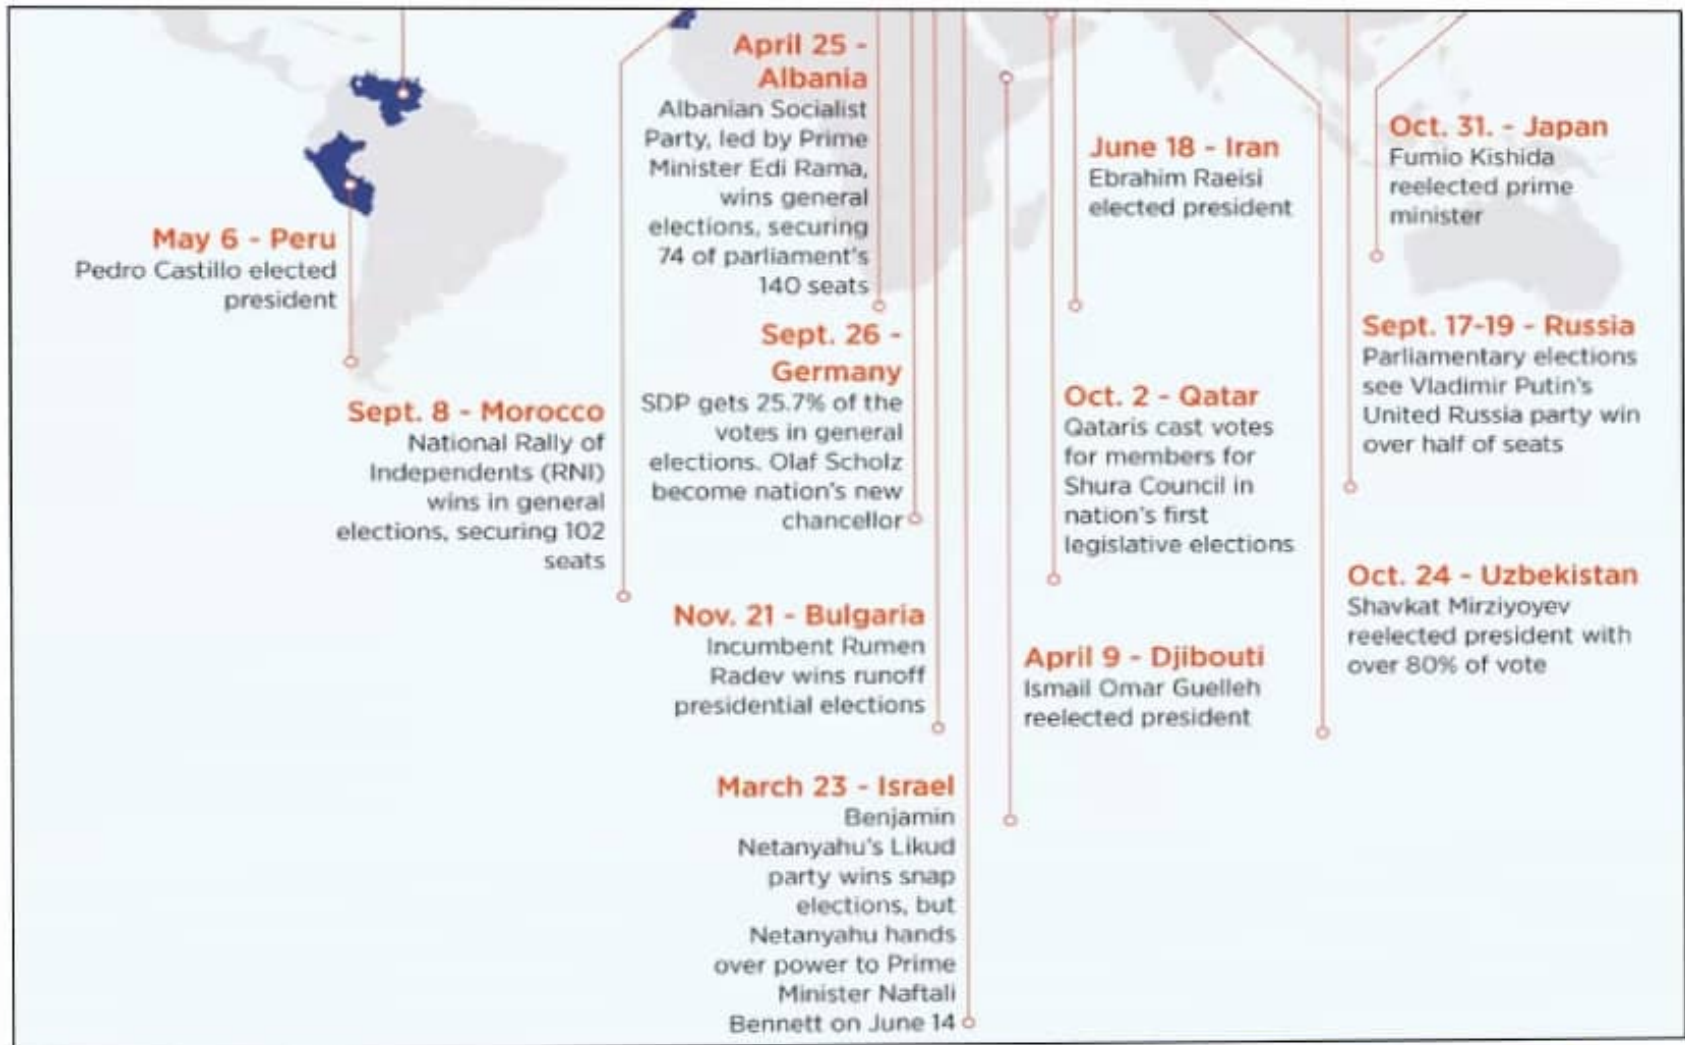 May 6 - Peru
Pedro Castillo elected
president
Sept. 8 - Morocco
National Rally of
Independents (RNI)
wins in general
elections, securing 102
seats
April 25 -
Albania
Albanian Socialist
Party, led by Prime
Minister Edi Rama,
wins general
elections, securing
74 of parliament's
140 seats
Sept. 26 -
Germany
SDP gets 25.7% of the
votes in general
elections. Olaf Scholz
become nation's new
chancellor
Nov. 21 - Bulgaria
Incumbent Rumen
Radev wins runoff
presidential elections
March 23 - Israel
Benjamin
Netanyahu's Likud
party wins snap
elections, but
Netanyahu hands
over power to Prime
Minister Naftali
Bennett on June 14
June 18 - Iran
Ebrahim Raeisi
elected president
Oct. 2 - Qatar
Qataris cast votes
for members for
Shura Council in
nation's first
legislative elections
April 9 - Djibouti
Ismail Omar Guelleh
reelected president
Oct. 31. - Japan
Fumio Kishida
reelected prime
minister
Sept. 17-19 - Russia
Parliamentary elections
see Vladimir Putin's
United Russia party win
over half of seats
Oct. 24 - Uzbekistan
Shavkat Mirziyoyev
reelected president with
over 80% of vote